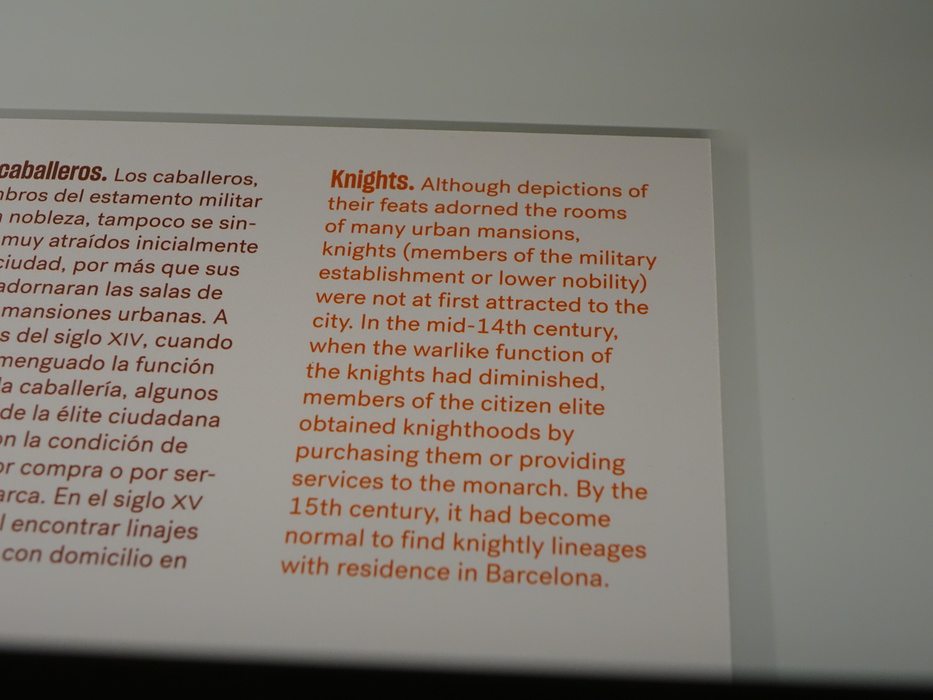 caballeros. Los caballeros,
del estamento militar
nobleza, tampoco se sin-
muy atraídos inicialmente
ciudad, por más que sus
adornaran las salas de
mansiones urbanas. A
del siglo XIV, cuando
menguado la función
la caballería, algunos
de la élite ciudadana
la condición de
compra o por ser-
En el siglo XV
encontrar linajes
con domicilio en
Knights. Although depictions of
their feats adorned the rooms
of many urban mansions,
knights (members of the military
establishment or lower nobility)
were not at first attracted to the
city. In the mid-14th century,
when the warlike function of
the knights had diminished,
members of the citizen elite
obtained knighthoods by
purchasing them or providing
services to the monarch. By the
15th century, it had become
normal to find knightly lineages
with residence in Barcelona.